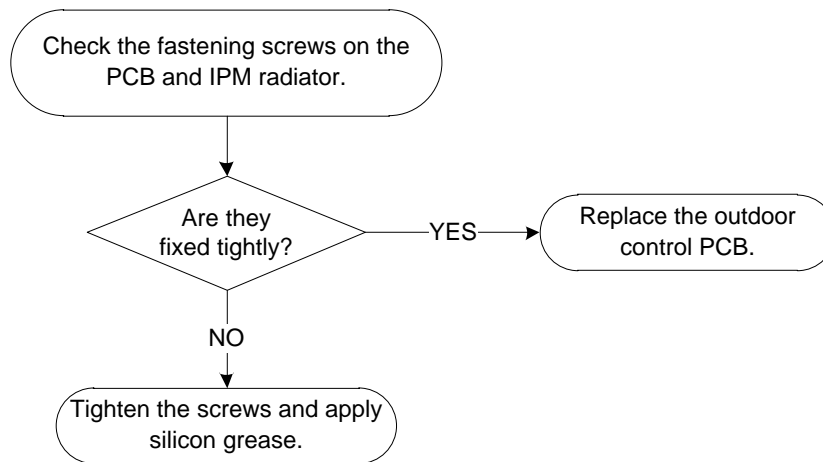 Check the fastening screws on the
PCB and IPM radiator.
Are they
fixed tightly?
YES
Replace the outdoor
control PCB.
NO
Tighten the screws and apply
silicon grease.